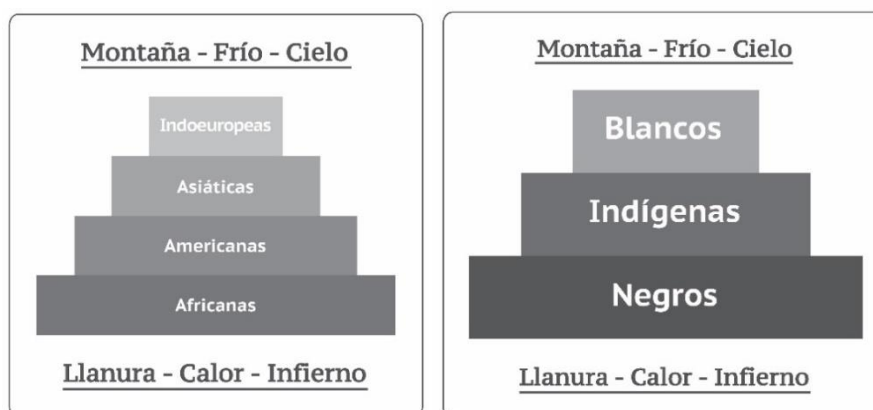 Montaña - Frío - Cielo
Indoeuropeas
Asiáticas
Americanas
Africanas
Llanura - Calor - Infierno
Montaña - Frío - Cielo
Blancos
Indígenas
Negros
Llanura - Calor - Infierno